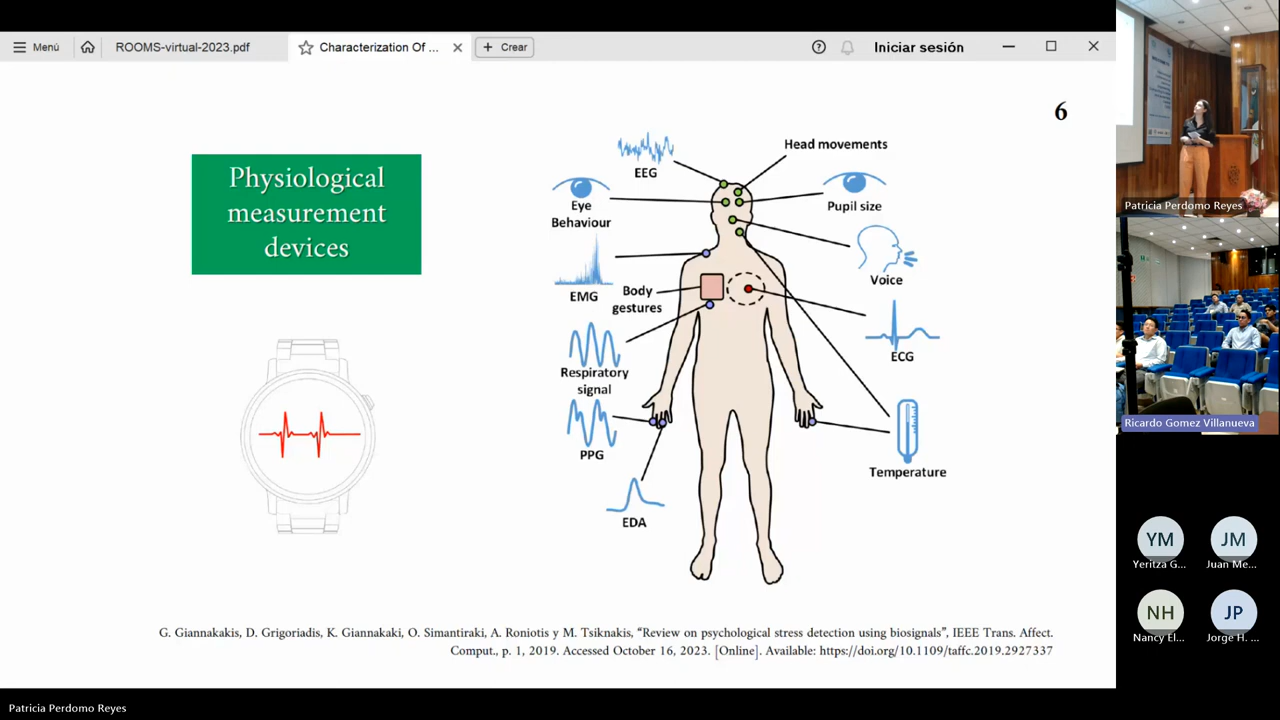 Menú
ROOMS-virtual-2023.pdf
Characterization Of ...
Crear
Iniciar sesión
6
Physiological
measurement
devices
EEG
Head movements
Eye
Behaviour
Pupil size
EMG
Voice
Body
gestures
ECG
Respiratory
signal
PPG
Temperature
EDA
G. Giannakakis, D. Grigoriadis, K. Giannakaki, O. Simantiraki, A. Roniotis y M. Tsiknakis, “Review on psychological stress detection using biosignals”, IEEE Trans. Affect.
Comput., p. 1, 2019. Accessed October 16, 2023. [Online]. Available: https://doi.org/10.1109/taffc.2019.2927337
Patricia Perdomo Reyes
Ricardo Gomez Villanueva
YM
JM
Yeritza G...
Juan Me...
NH
JP
Nancy El...
Jorge H. ...
Patricia Perdomo Reyes